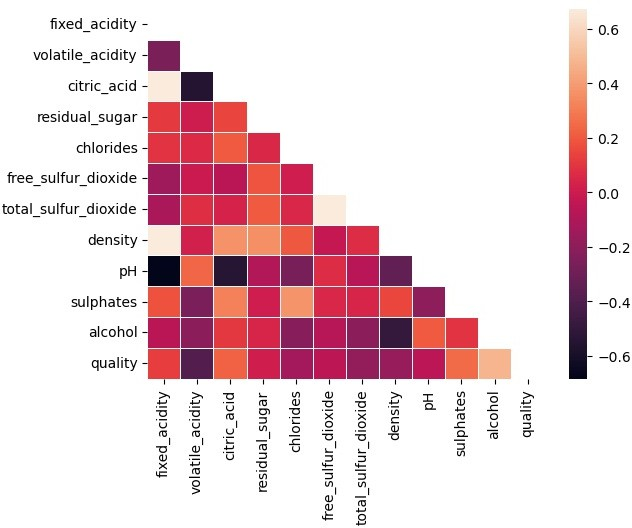 fixed_acidity
volatile_acidity
citric_acid
residual_sugar
chlorides
free_sulfur_dioxide
total_sulfur_dioxide
density
pH
sulphates
alcohol
quality
fixed_acidity
volatile_acidity
citric_acid
residual_sugar
chlorides
free_sulfur_dioxide
total_sulfur_dioxide
density
pH
sulphates
alcohol
quality
0.6
0.4
0.2
0.0
−0.2
−0.4
−0.6